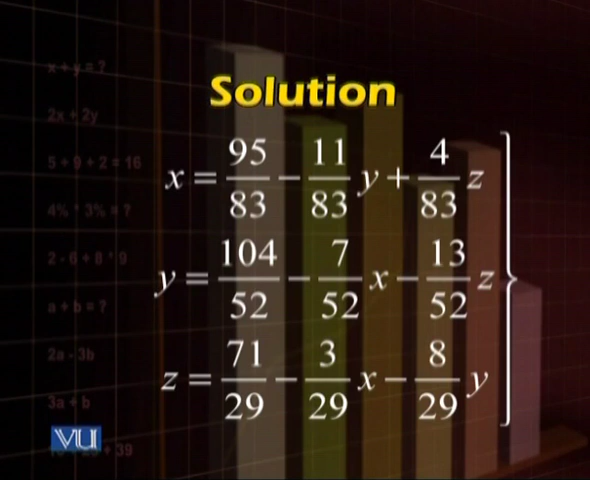 Solution
x = 95/83 - 11/83 y + 4/83 z
y = 104/52 - 7/52 x - 13/52 z
z = 71/29 - 3/29 x - 8/29 y
x + y = ?
2x + 2y
5 + 9 + 2 = 16
4% * 3% = ?
2 - 6 + 8 * 9
a + b = ?
2a - 3b
3a + b
+ 39
VU